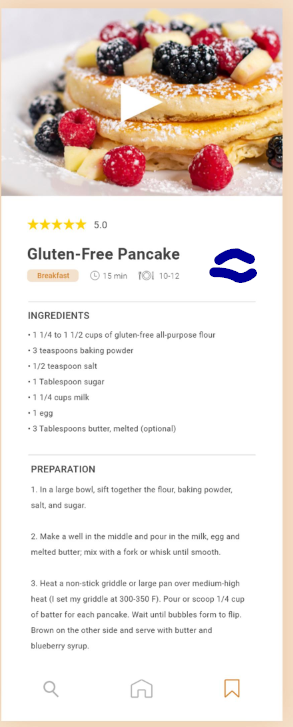 5.0
Gluten-Free Pancake
Breakfast 15 min 10-12
INGREDIENTS
• 1 1/4 to 1 1/2 cups of gluten-free all-purpose flour
• 3 teaspoons baking powder
• 1/2 teaspoon salt
• 1 Tablespoon sugar
• 1 1/4 cups milk
• 1 egg
• 3 Tablespoons butter, melted (optional)
PREPARATION
1. In a large bowl, sift together the flour, baking powder,
salt, and sugar.
2. Make a well in the middle and pour in the milk, egg and
melted butter; mix with a fork or whisk until smooth.
3. Heat a non-stick griddle or large pan over medium-high
heat (I set my griddle at 300-350 F). Pour or scoop 1/4 cup
of batter for each pancake. Wait until bubbles form to flip.
Brown on the other side and serve with butter and
blueberry syrup.